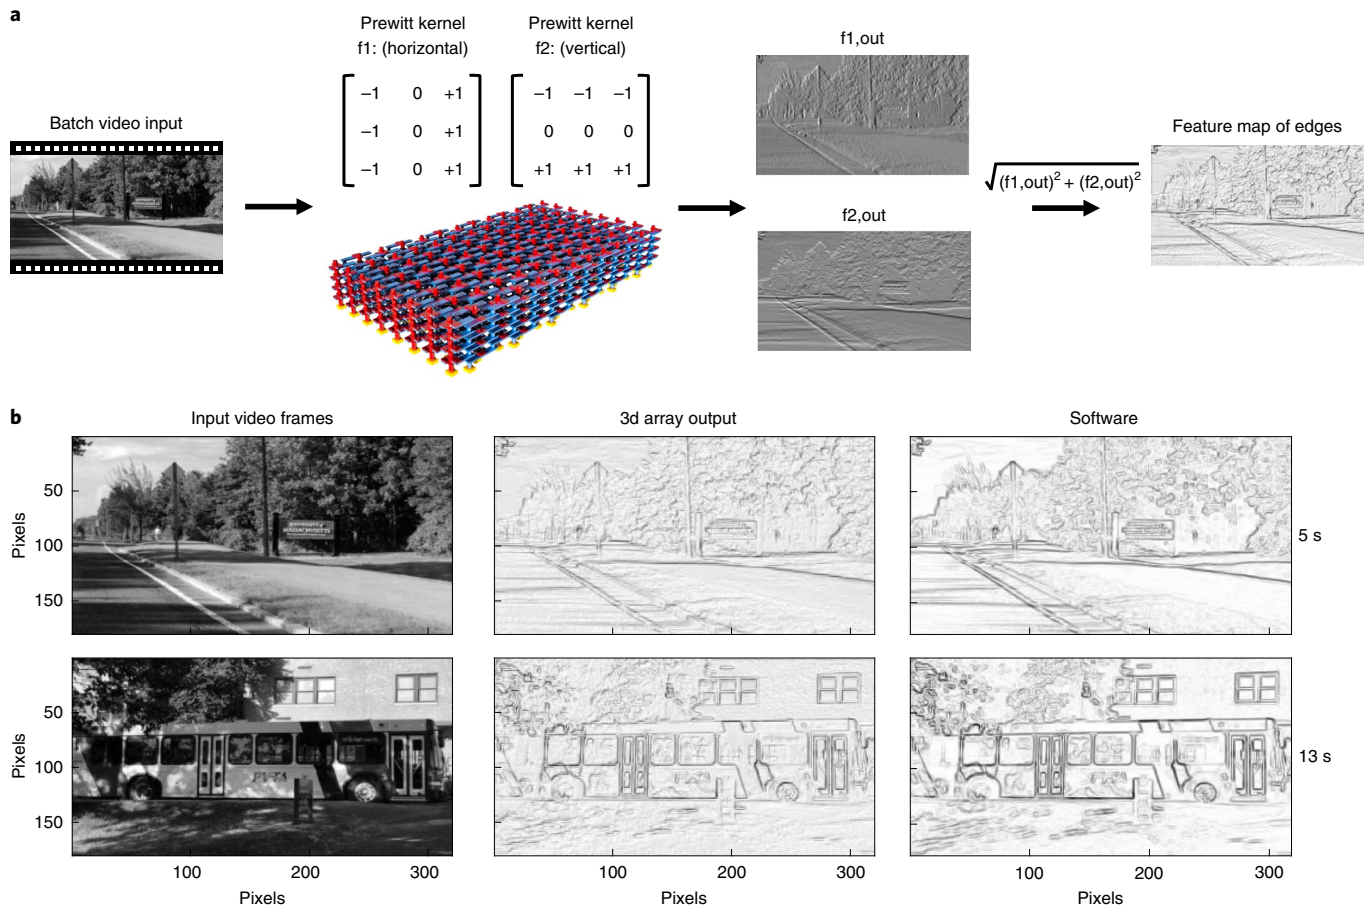 a
Prewitt kernel
f1: (horizontal)
Prewitt kernel
f2: (vertical)
−1 0 +1
−1 0 +1
−1 0 +1
−1 −1 −1
0 0 0
+1 +1 +1
Batch video input
f1,out
f2,out
√(f1,out)² + (f2,out)²
Feature map of edges
b
Input video frames
3d array output
Software
50
100
150
Pixels
MASSACHUSETTS
5 s
50
100
150
Pixels
PVTA
13 s
100 200 300
Pixels
100 200 300
Pixels
100 200 300
Pixels